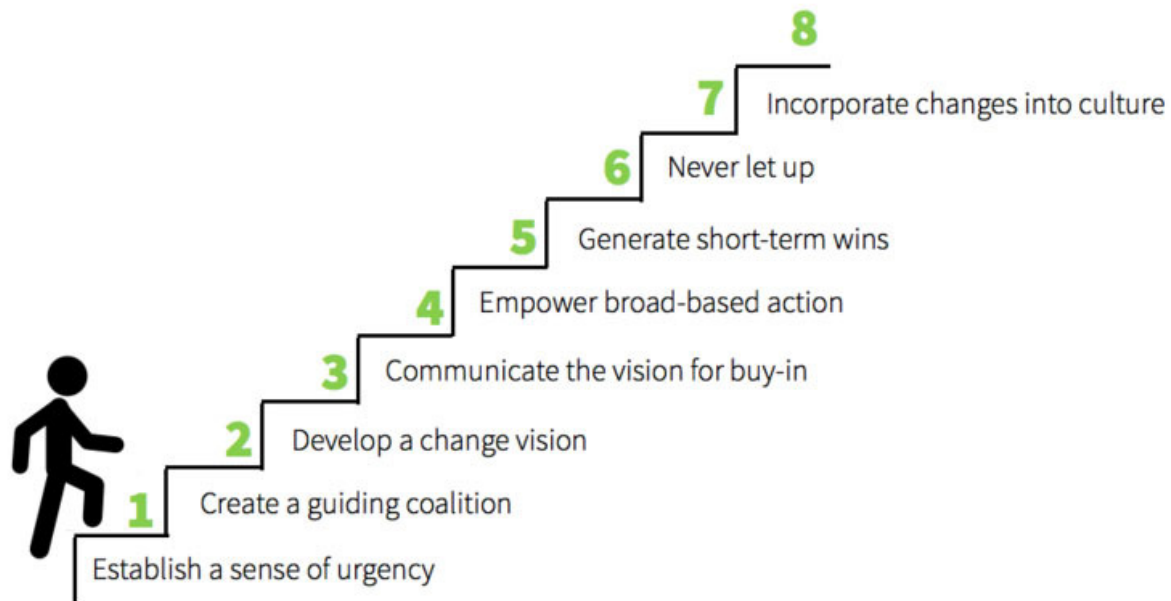 8
7 Incorporate changes into culture
6 Never let up
5 Generate short-term wins
4 Empower broad-based action
3 Communicate the vision for buy-in
2 Develop a change vision
1 Create a guiding coalition
Establish a sense of urgency